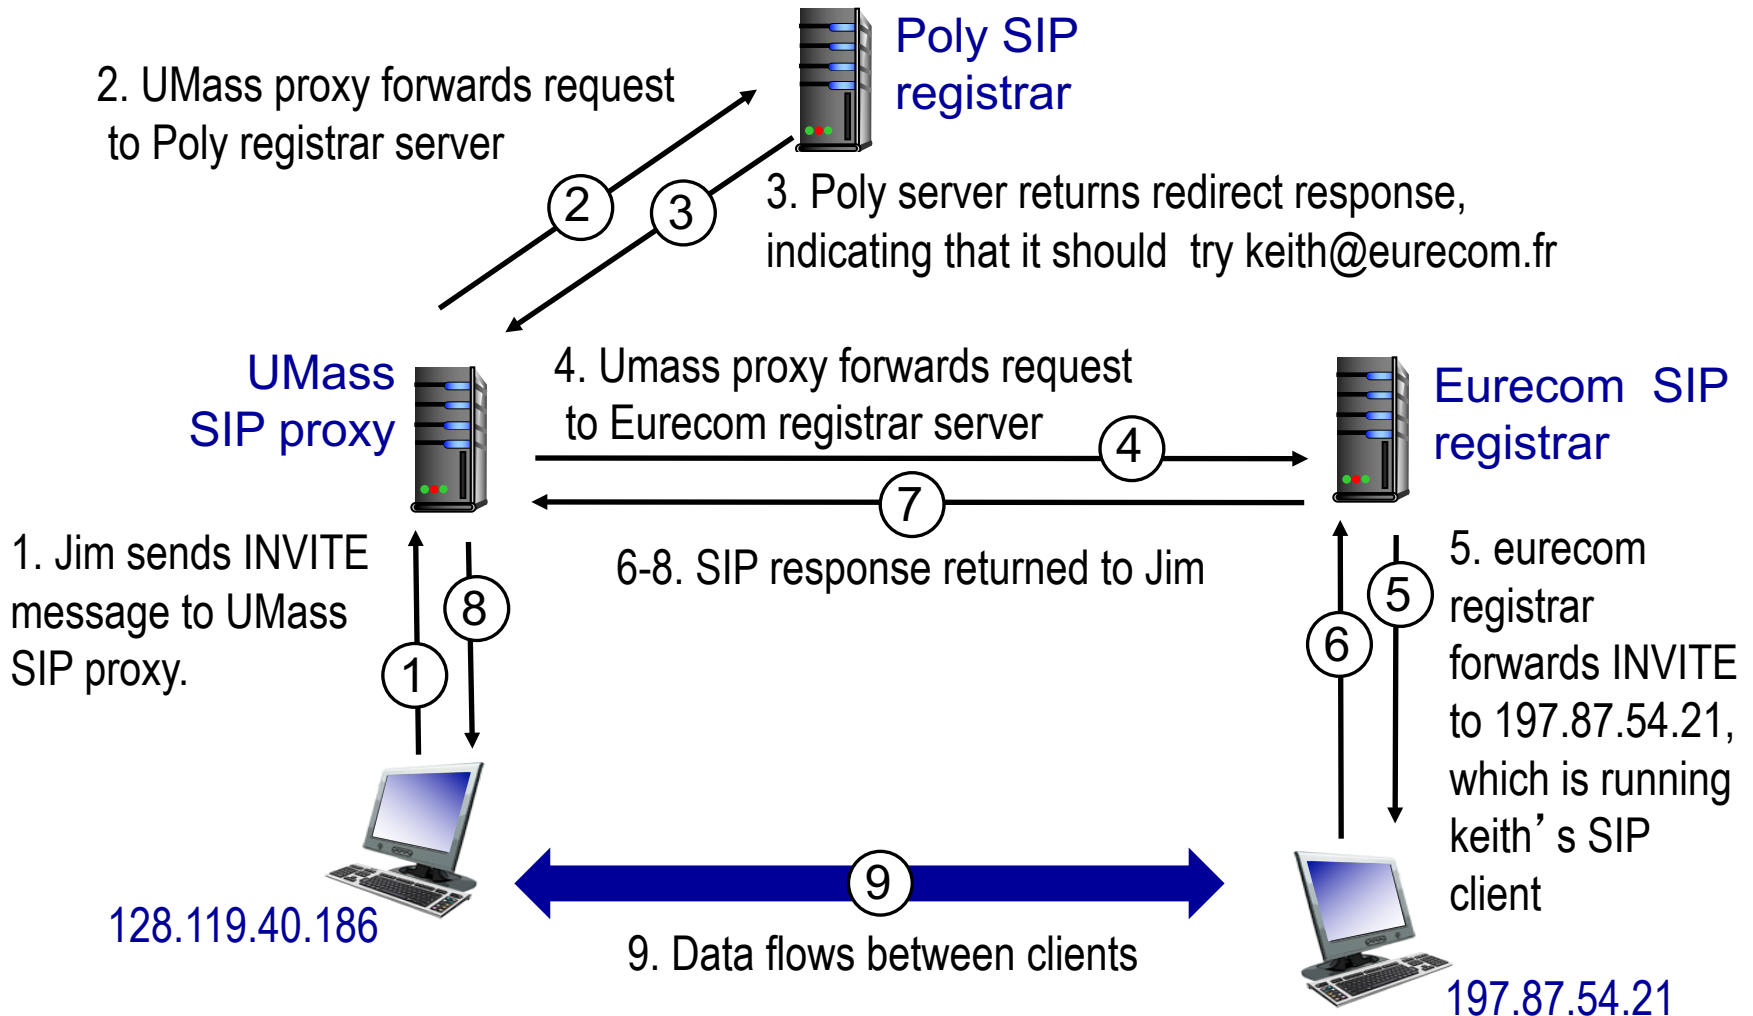 Poly SIP
registrar
2. UMass proxy forwards request
to Poly registrar server
2
3
3. Poly server returns redirect response,
indicating that it should try keith@eurecom.fr
UMass
SIP proxy
4. Umass proxy forwards request
to Eurecom registrar server
4
Eurecom SIP
registrar
7
1. Jim sends INVITE
message to UMass
SIP proxy.
6-8. SIP response returned to Jim
8
1
5
6
5. eurecom
registrar
forwards INVITE
to 197.87.54.21,
which is running
keith’s SIP
client
9
128.119.40.186
9. Data flows between clients
197.87.54.21